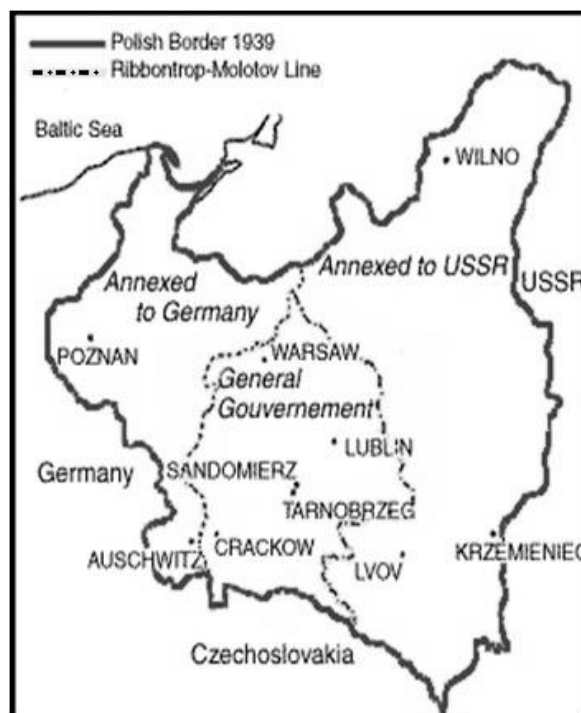 Polish Border 1939
Ribbontrop-Molotov Line
Baltic Sea
WILNO
Annexed to USSR
USSR
Annexed
to Germany
POZNAN
WARSAW
General
Gouvernement
LUBLIN
Germany
SANDOMIERZ
TARNOBRZEG
AUSCHWITZ
CRACKOW
LVOV
KRZEMIENIEC
Czechoslovakia